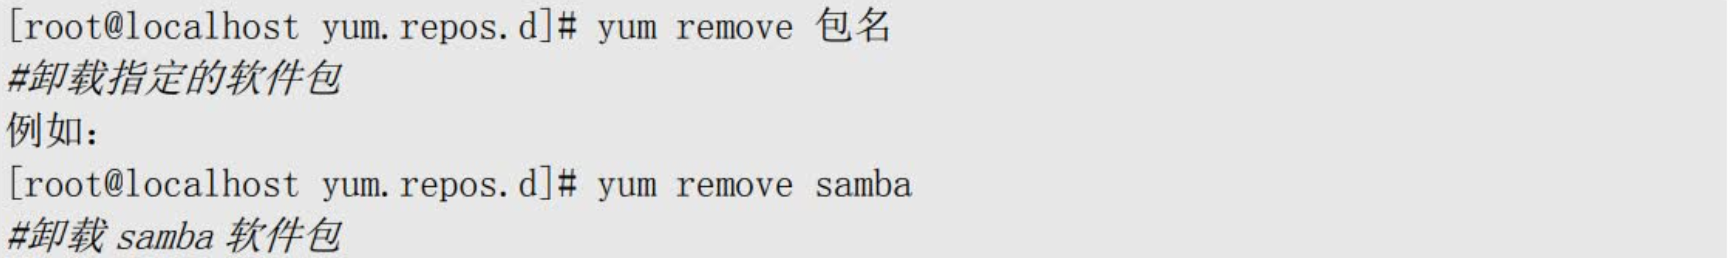 [root@localhost yum.repos.d]# yum remove 包名
#卸载指定的软件包
例如：
[root@localhost yum.repos.d]# yum remove samba
#卸载 samba 软件包